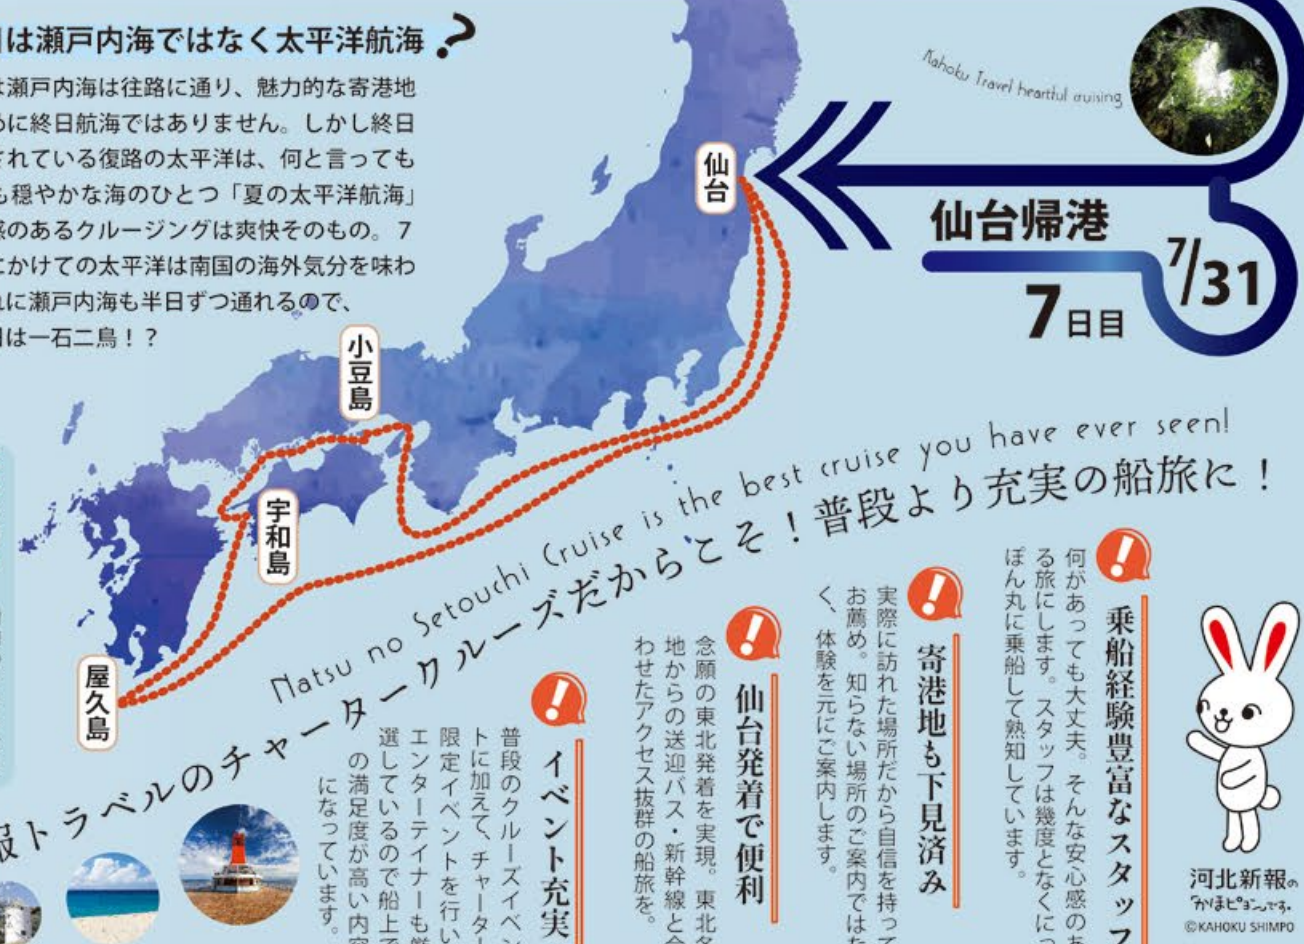 は瀬戸内海ではなく太平洋航海?
は瀬戸内海は往路に通り、魅力的な寄港地
めに終日航海ではありません。しかし終日
されている復路の太平洋は、何と言っても
も穏やかな海のひとつ「夏の太平洋航海」
感のあるクルージングは爽快そのもの。7
にかけての太平洋は南国の海外気分を味わ
れに瀬戸内海も半日ずつ通れるので、
は一石二鳥!?
Kahoku Travel heartful cruising
仙台
仙台帰港
7/31
7日目
小豆島
宇和島
屋久島
Natsu no Setouchi Cruise is the best cruise you have ever seen!
報トラベルのチャータークルーズだからこそ!普段より充実の船旅に!
乗船経験豊富なスタッフ
何があっても大丈夫。そんな安心感のあ
る旅にします。スタッフは幾度となくにっ
ぽん丸に乗船して熟知しています。
寄港地も下見済み
実際に訪れた場所だから自信を持って
お薦め。知らない場所のご案内ではな
く、体験を元にご案内します。
仙台発着で便利
念願の東北発着を実現。東北各
地からの送迎バス・新幹線と合
わせたアクセス抜群の船旅を。
イベント充実
普段のクルーズイベン
トに加えて、チャーター
限定イベントを行い
エンターテイナーも厳
選しているので船上で
の満足度が高い内容
になっています。
河北新報の
かほピョンです。
©KAHOKU SHIMPO